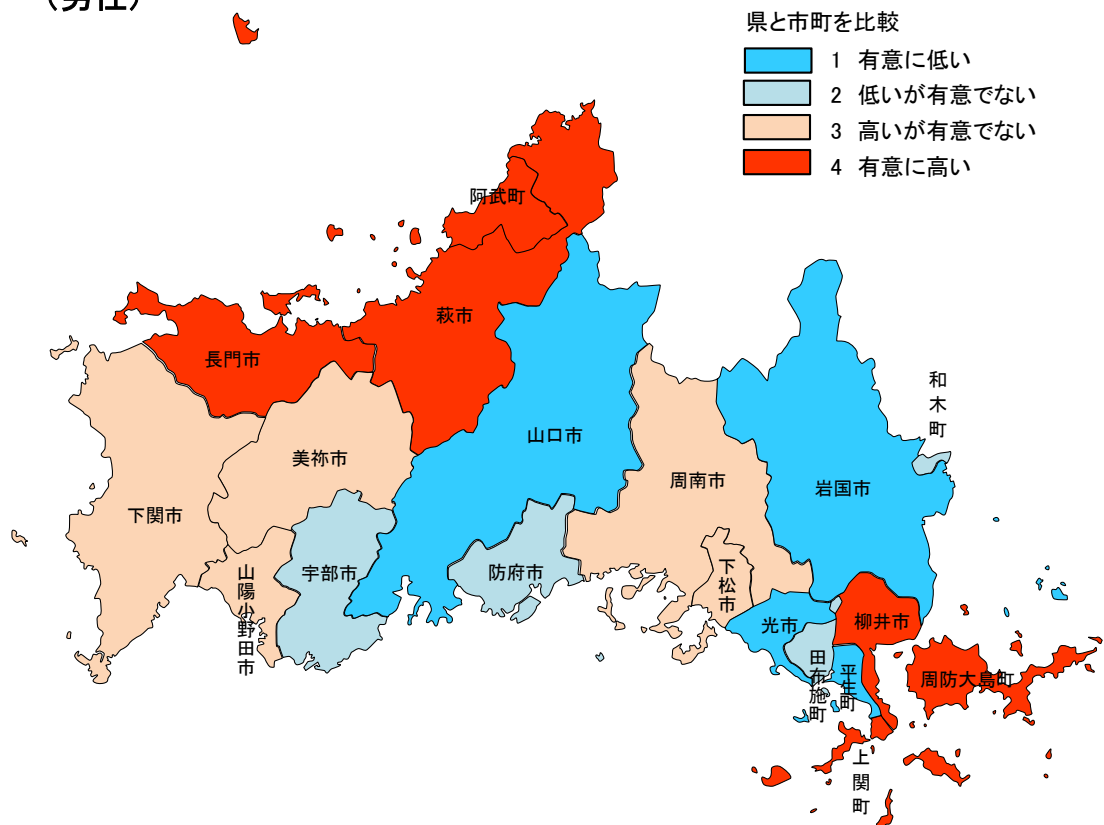 (男性)
県と市町を比較
1 有意に低い
2 低いが有意でない
3 高いが有意でない
4 有意に高い
阿武町
萩市
長門市
和木町
山口市
美祢市
周南市
岩国市
下関市
宇部市
防府市
下松市
山陽小野田市
光市
柳井市
田布施町
平生町
周防大島町
上関町